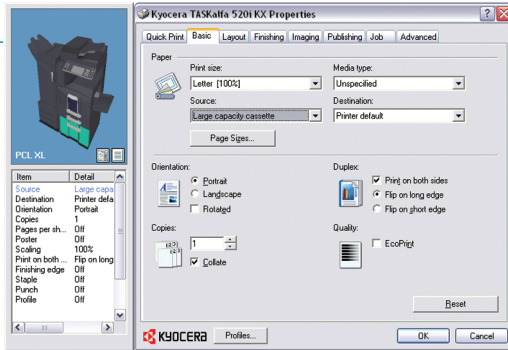 Kyocera TASKalfa 520i KX Properties
Quick Print Basic Layout Finishing Imaging Publishing Job Advanced
Paper
Print size: Media type:
Letter [100%] Unspecified
Source: Destination:
Large capacity cassette Printer default
Page Sizes...
Orientation: Duplex:
Portrait Print on both sides
Landscape Flip on long edge
Rotated Flip on short edge
Copies: Quality:
1 EcoPrint
Collate
Reset
KYOCERA Profiles... OK Cancel
PCL XL
Item Detail
Source Large capa
Destination Printer defa
Orientation Portrait
Copies 1
Pages per sh... Off
Poster Off
Scaling 100%
Print on both ... Flip on long
Finishing edge Off
Staple Off
Punch Off
Profile Off